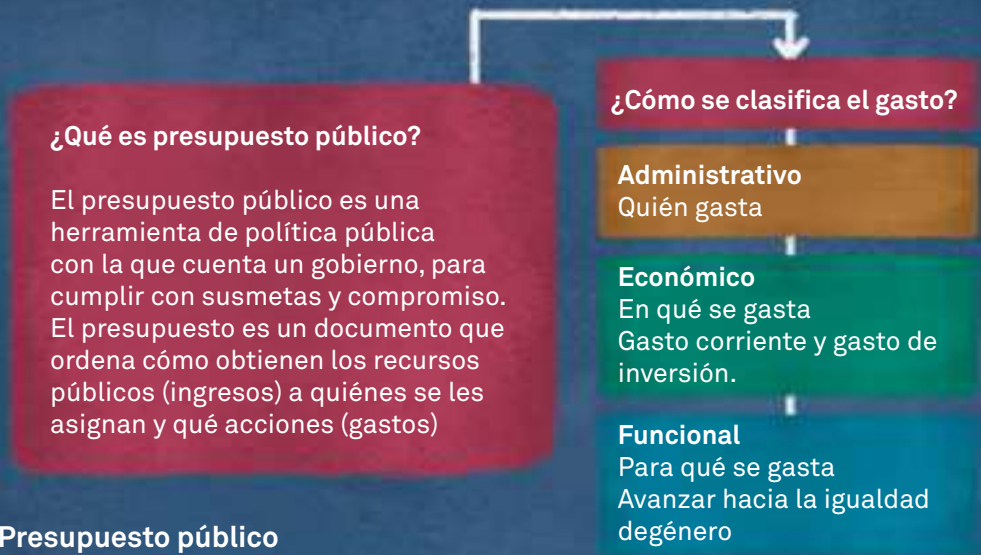 ¿Qué es presupuesto público?
El presupuesto público es una
herramienta de política pública
con la que cuenta un gobierno, para
cumplir con susmetas y compromiso.
El presupuesto es un documento que
ordena cómo obtienen los recursos
públicos (ingresos) a quiénes se les
asignan y qué acciones (gastos)
¿Cómo se clasifica el gasto?
Administrativo
Quién gasta
Económico
En qué se gasta
Gasto corriente y gasto de
inversión.
Funcional
Para qué se gasta
Avanzar hacia la igualdad
degénero
Presupuesto público